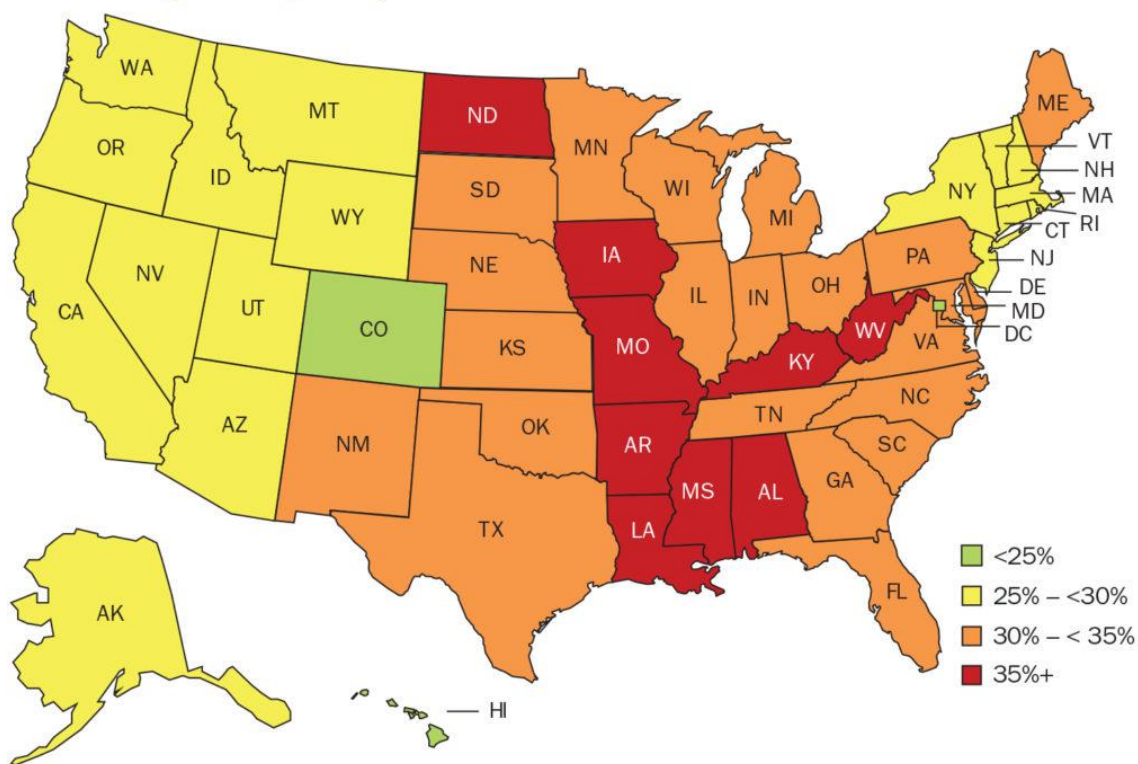 WA
MT
ND
ME
OR
MN
VT
ID
SD
WI
NH
WY
NY
MA
MI
RI
CT
IA
NE
PA
NJ
NV
OH
DE
UT
IL
IN
MD
CA
CO
WV
DC
VA
KS
MO
KY
NC
TN
AZ
OK
NM
AR
SC
GA
MS
AL
TX
LA
<25%
25% – <30%
FL
AK
30% – < 35%
35%+
HI